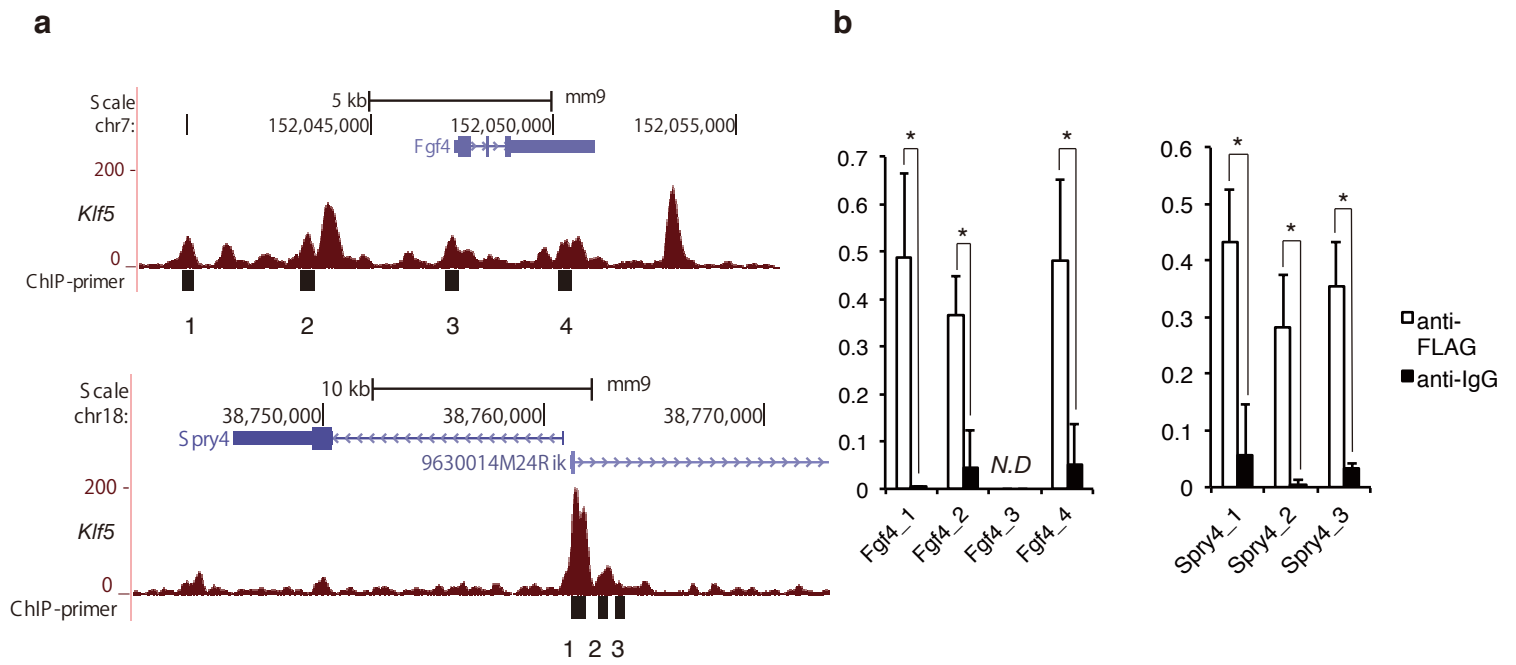 a
Scale 5 kb mm9
chr7: 152,045,000 152,050,000 152,055,000
Fgf4
200
Klf5
0
ChIP-primer
1 2 3 4
Scale 10 kb mm9
chr18: 38,750,000 38,760,000 38,770,000
Spry4
9630014M24Rik
200
Klf5
0
ChIP-primer
1 2 3
b
* * *
0.7
0.6
0.5
0.4
0.3
0.2
0.1
0
N.D
Fgf4_1 Fgf4_2 Fgf4_3 Fgf4_4
* * *
0.6
0.5
0.4
0.3
0.2
0.1
0
Spry4_1 Spry4_2 Spry4_3
anti-
FLAG
anti-IgG